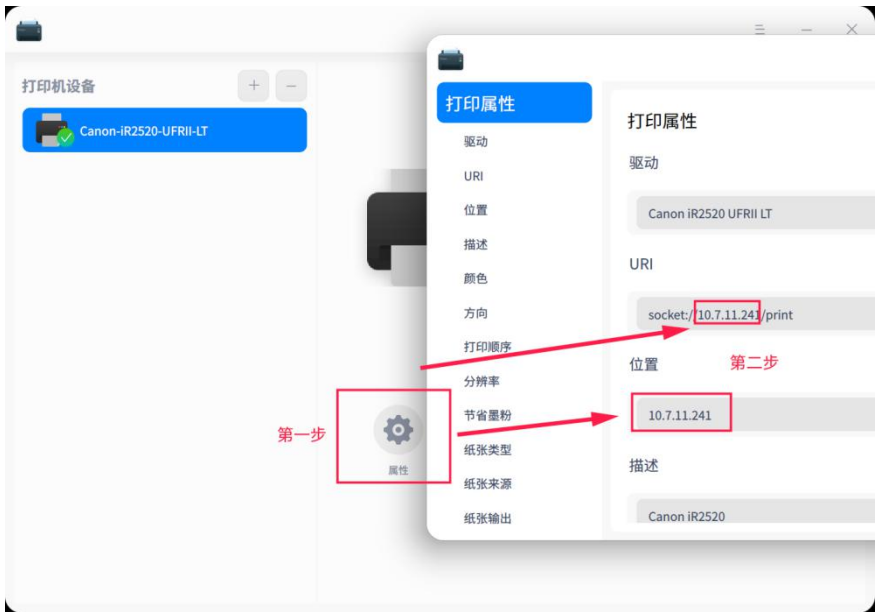 打印机设备
Canon-iR2520-UFRII-LT
第一步
属性
打印属性
驱动
URI
位置
描述
颜色
方向
打印顺序
分辨率
节省墨粉
纸张类型
纸张来源
纸张输出
打印属性
驱动
Canon iR2520 UFRII LT
URI
socket://10.7.11.241/print
位置
第二步
10.7.11.241
描述
Canon iR2520